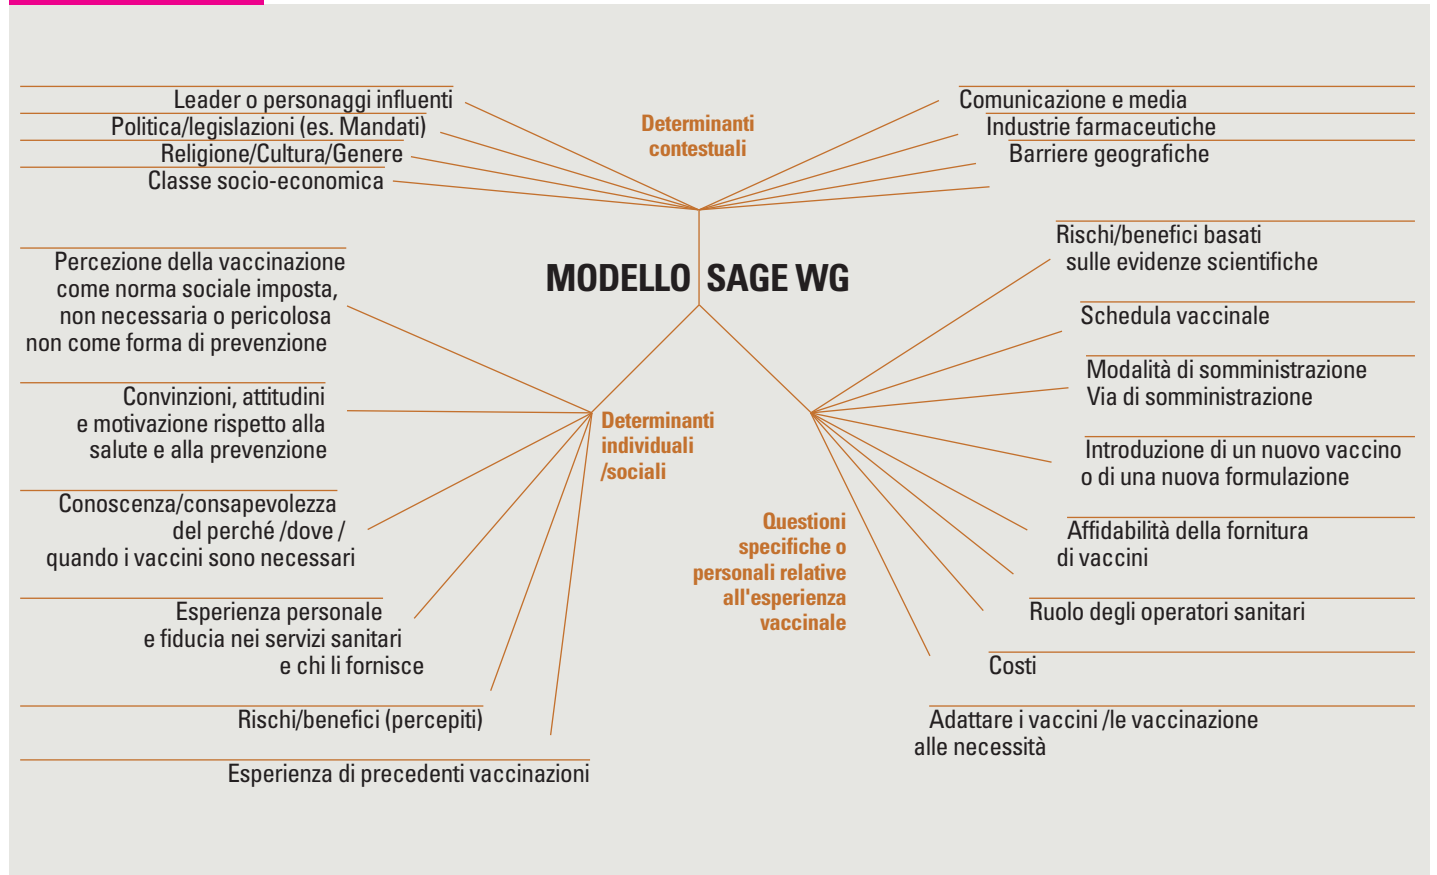 Leader o personaggi influenti
Politica/legislazioni (es. Mandati)
Religione/Cultura/Genere
Classe socio-economica
Determinanti
contestuali
Comunicazione e media
Industrie farmaceutiche
Barriere geografiche
MODELLO SAGE WG
Percezione della vaccinazione
come norma sociale imposta,
non necessaria o pericolosa
non come forma di prevenzione
Convinzioni, attitudini
e motivazione rispetto alla
salute e alla prevenzione
Conoscenza/consapevolezza
del perché /dove /
quando i vaccini sono necessari
Esperienza personale
e fiducia nei servizi sanitari
e chi li fornisce
Rischi/benefici (percepiti)
Esperienza di precedenti vaccinazioni
Determinanti
individuali
/sociali
Questioni
specifiche o
personali relative
all'esperienza
vaccinale
Rischi/benefici basati
sulle evidenze scientifiche
Schedula vaccinale
Modalità di somministrazione
Via di somministrazione
Introduzione di un nuovo vaccino
o di una nuova formulazione
Affidabilità della fornitura
di vaccini
Ruolo degli operatori sanitari
Costi
Adattare i vaccini /le vaccinazione
alle necessità